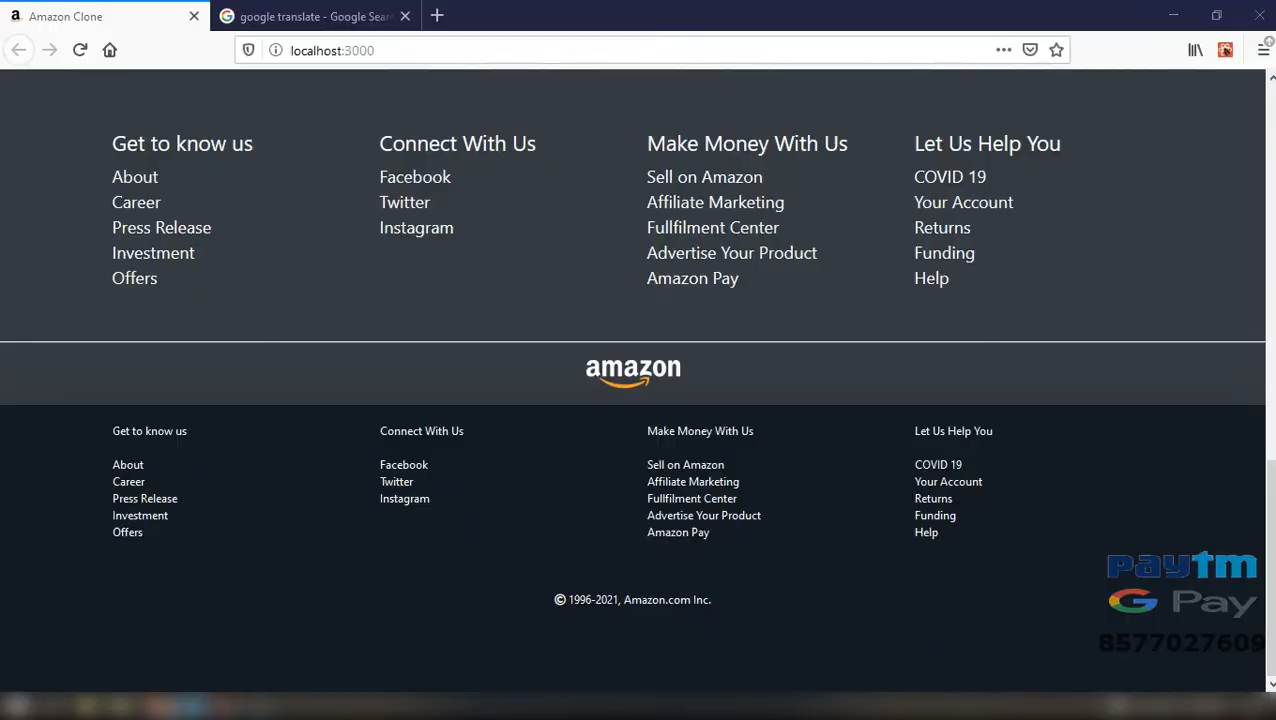 Amazon Clone
google translate - Google Sear
localhost:3000
Get to know us
About
Career
Press Release
Investment
Offers
Connect With Us
Facebook
Twitter
Instagram
Make Money With Us
Sell on Amazon
Affiliate Marketing
Fullfilment Center
Advertise Your Product
Amazon Pay
Let Us Help You
COVID 19
Your Account
Returns
Funding
Help
amazon
Get to know us
About
Career
Press Release
Investment
Offers
Connect With Us
Facebook
Twitter
Instagram
Make Money With Us
Sell on Amazon
Affiliate Marketing
Fullfilment Center
Advertise Your Product
Amazon Pay
Let Us Help You
COVID 19
Your Account
Returns
Funding
Help
© 1996-2021, Amazon.com Inc.
paytm
G Pay
8577027609